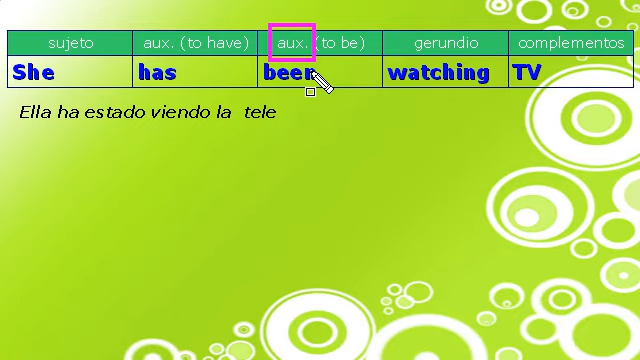 sujeto aux. (to have) aux. (to be) gerundio complementos
She has been watching TV
Ella ha estado viendo la tele